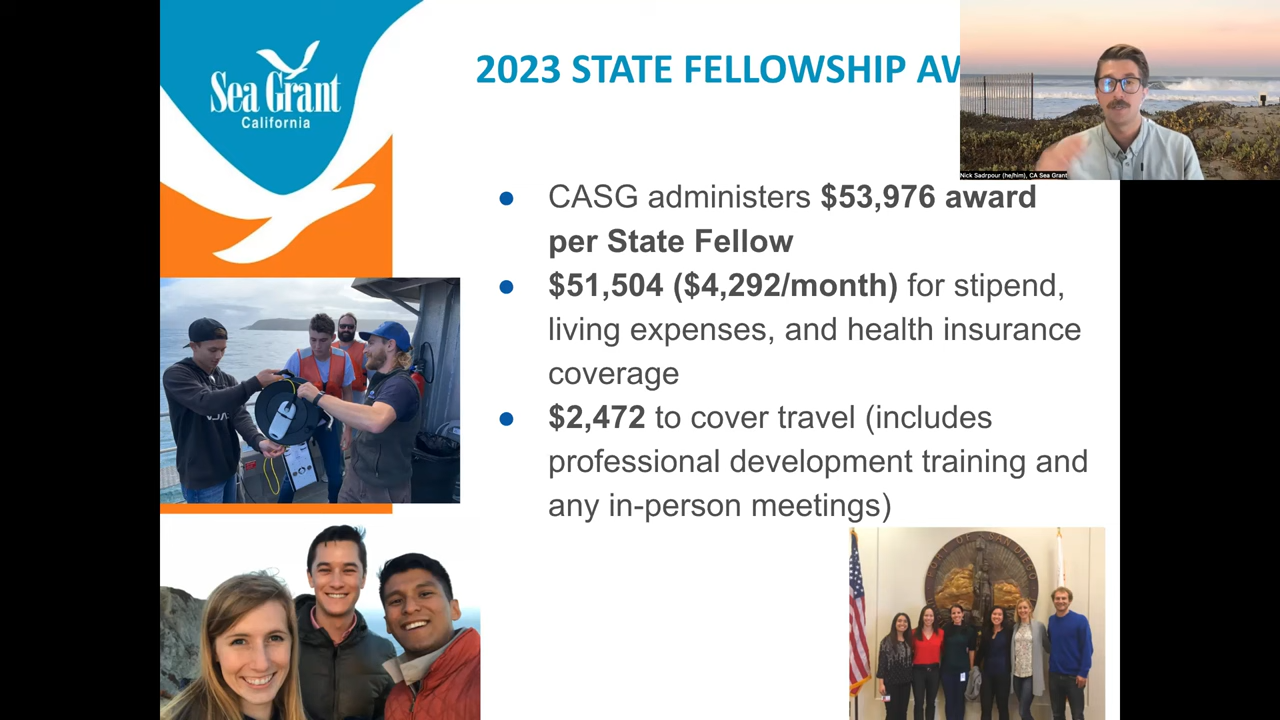 Sea Grant
California
2023 STATE FELLOWSHIP AW
Nick Sadrpour (he/him), CA Sea Grant
● CASG administers $53,976 award
per State Fellow
● $51,504 ($4,292/month) for stipend,
living expenses, and health insurance
coverage
● $2,472 to cover travel (includes
professional development training and
any in-person meetings)